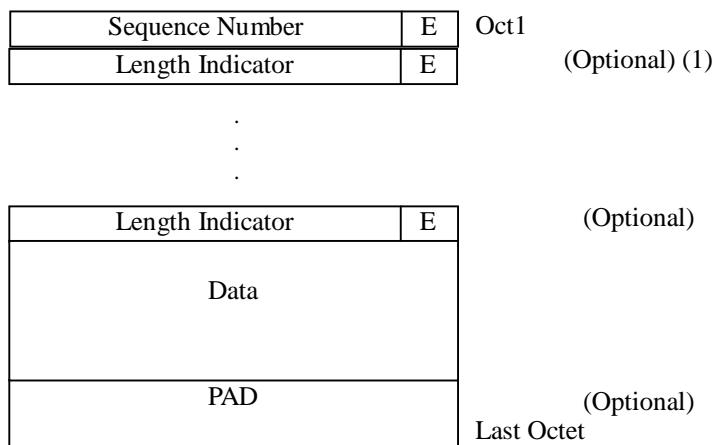 Sequence Number E Oct1
Length Indicator E (Optional) (1)
.
.
.
Length Indicator E (Optional)
Data
PAD (Optional)
Last Octet